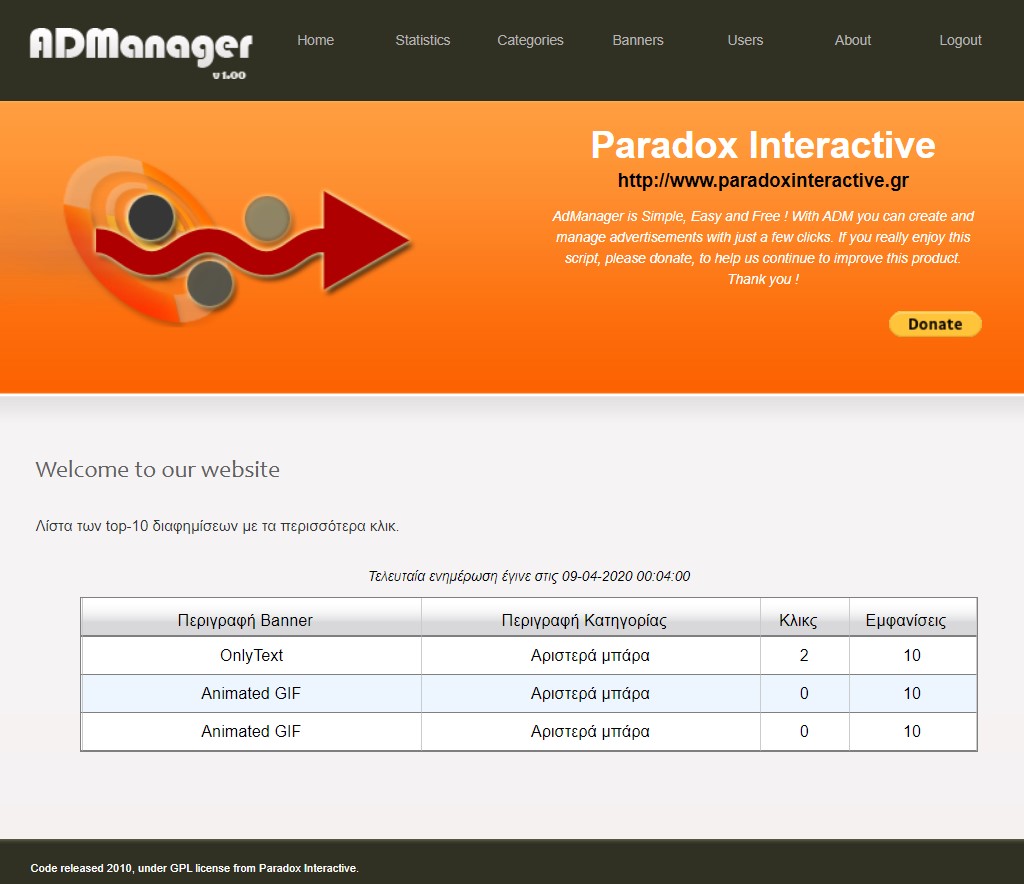 ADManager
v 1.00
Home Statistics Categories Banners Users About Logout
Paradox Interactive
http://www.paradoxinteractive.gr
AdManager is Simple, Easy and Free ! With ADM you can create and
manage advertisements with just a few clicks. If you really enjoy this
script, please donate, to help us continue to improve this product.
Thank you !
Donate
Welcome to our website
Λίστα των top-10 διαφημίσεων με τα περισσότερα κλικ.
Τελευταία ενημέρωση έγινε στις 09-04-2020 00:04:00
Περιγραφή Banner Περιγραφή Κατηγορίας Κλικς Εμφανίσεις
OnlyText Αριστερά μπάρα 2 10
Animated GIF Αριστερά μπάρα 0 10
Animated GIF Αριστερά μπάρα 0 10
Code released 2010, under GPL license from Paradox Interactive.